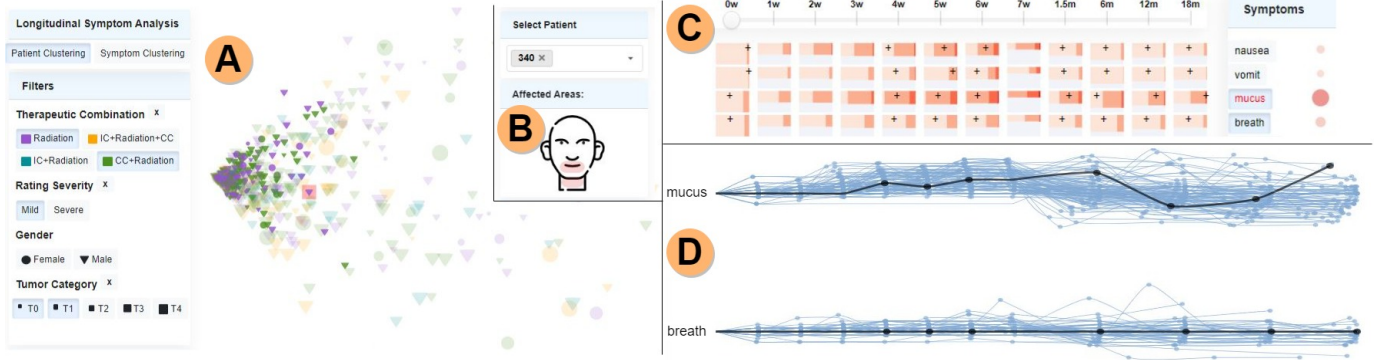 Longitudinal Symptom Analysis
Patient Clustering Symptom Clustering
Filters
Therapeutic Combination x
Radiation IC+Radiation+CC
IC+Radiation CC+Radiation
Rating Severity x
Mild Severe
Gender
Female Male
Tumor Category x
T0 T1 T2 T3 T4
A
Select Patient
340 ×
Affected Areas:
B
C
0w 1w 2w 3w 4w 5w 6w 7w 1.5m 6m 12m 18m
Symptoms
nausea
vomit
mucus
breath
mucus
D
breath